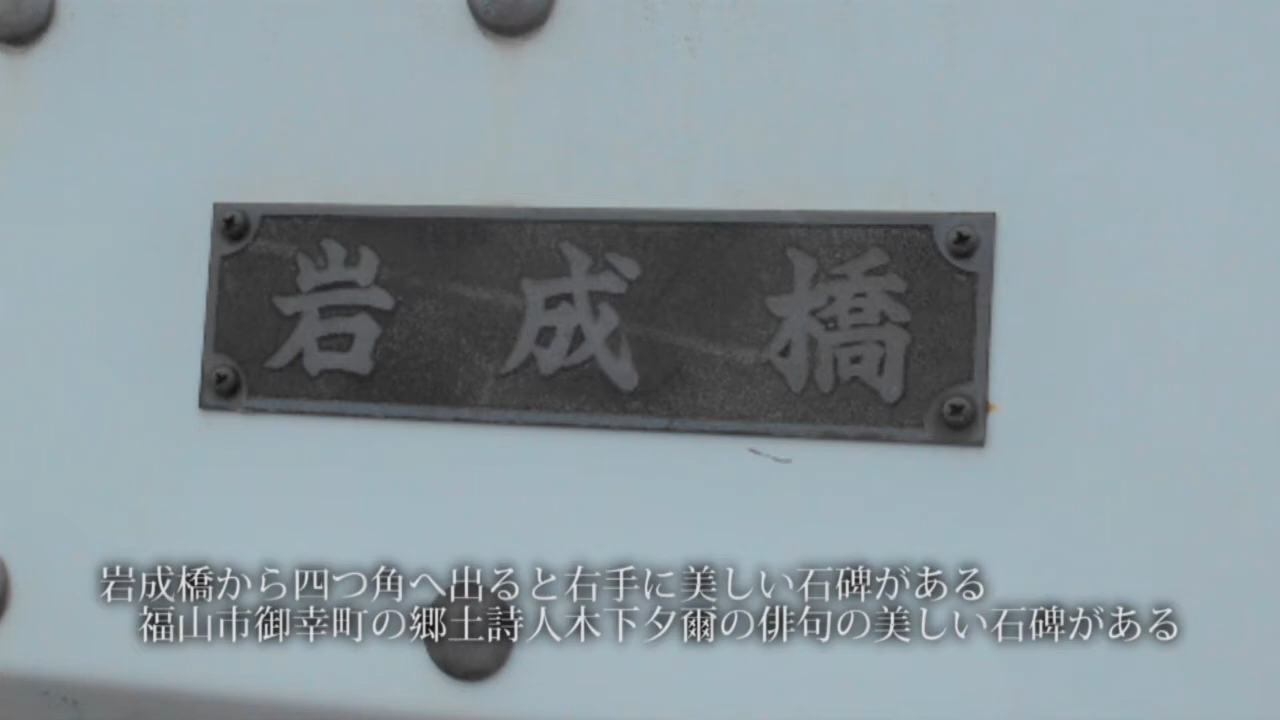 岩成橋
岩成橋から四つ角へ出ると右手に美しい石碑がある
福山市御幸町の郷土詩人木下夕爾の俳句の美しい石碑がある